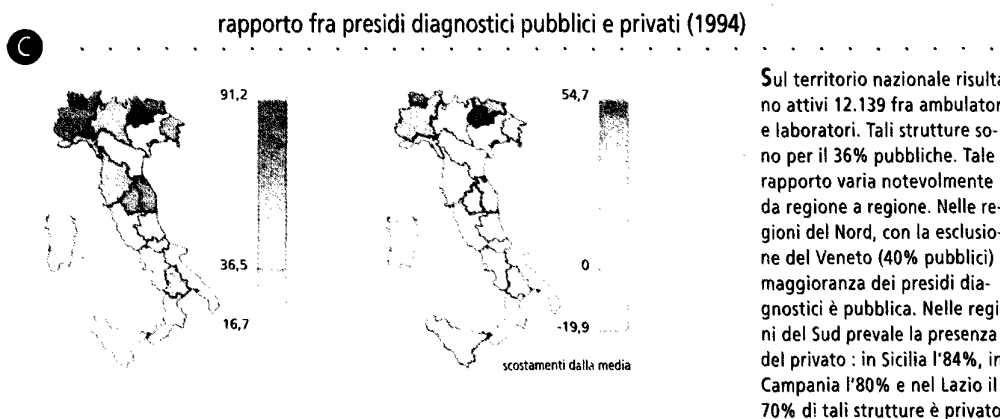 rapporto fra presidi diagnostici pubblici e privati (1994)
C
91,2
36,5
16,7
54,7
0
-19,9
scostamenti dalla media
Sul territorio nazionale risulta
no attivi 12.139 fra ambulator
e laboratori. Tali strutture so-
no per il 36% pubbliche. Tale
rapporto varia notevolmente
da regione a regione. Nelle re-
gioni del Nord, con la esclusio-
ne del Veneto (40% pubblici)
maggioranza dei presidi dia-
gnostici è pubblica. Nelle regi
ni del Sud prevale la presenza
del privato : in Sicilia l'84%, in
Campania l'80% e nel Lazio il
70% di tali strutture è privato